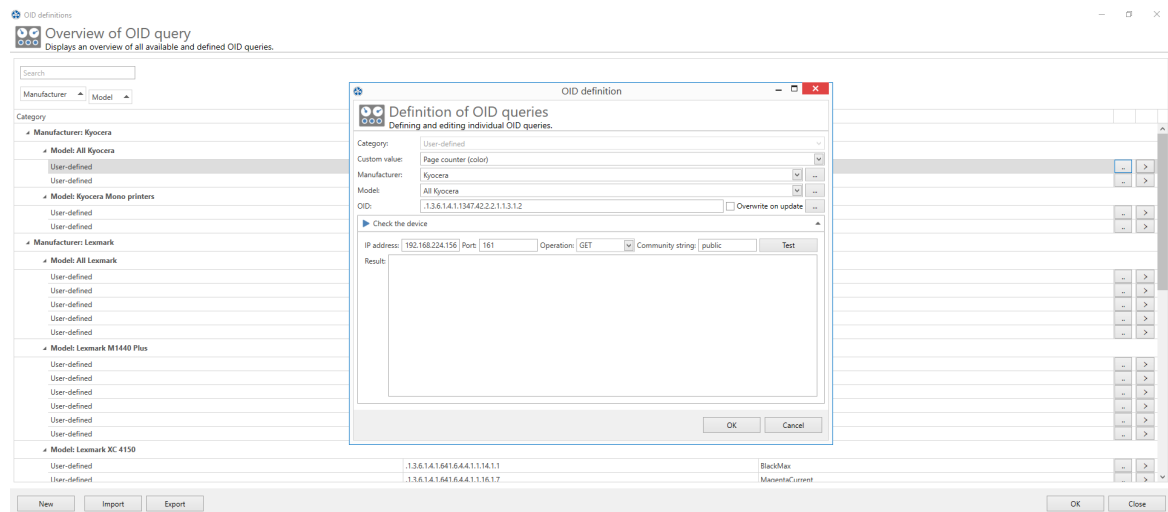 OID definitions
Overview of OID query
Displays an overview of all available and defined OID queries.
Search
Manufacturer
Model
Category
Manufacturer: Kyocera
Model: All Kyocera
User-defined
User-defined
Model: Kyocera Mono printers
User-defined
User-defined
Manufacturer: Lexmark
Model: All Lexmark
User-defined
User-defined
User-defined
User-defined
User-defined
Model: Lexmark M1440 Plus
User-defined
User-defined
User-defined
User-defined
User-defined
User-defined
Model: Lexmark XC 4150
User-defined .1.3.6.1.4.1.641.6.4.4.1.1.14.1.1 BlackMax
User-defined .1.3.6.1.4.1.641.6.4.4.1.1.16.1.7 MagentaCurrent
New Import Export OK Close
OID definition
Definition of OID queries
Defining and editing individual OID queries.
Category: User-defined
Custom value: Page counter (color)
Manufacturer: Kyocera ...
Model: All Kyocera ...
OID: .1.3.6.1.4.1.1347.42.2.2.1.1.3.1.2 Overwrite on update ...
Check the device
IP address: 192.168.224.156 Port: 161 Operation: GET Community string: public Test
Result:
OK Cancel